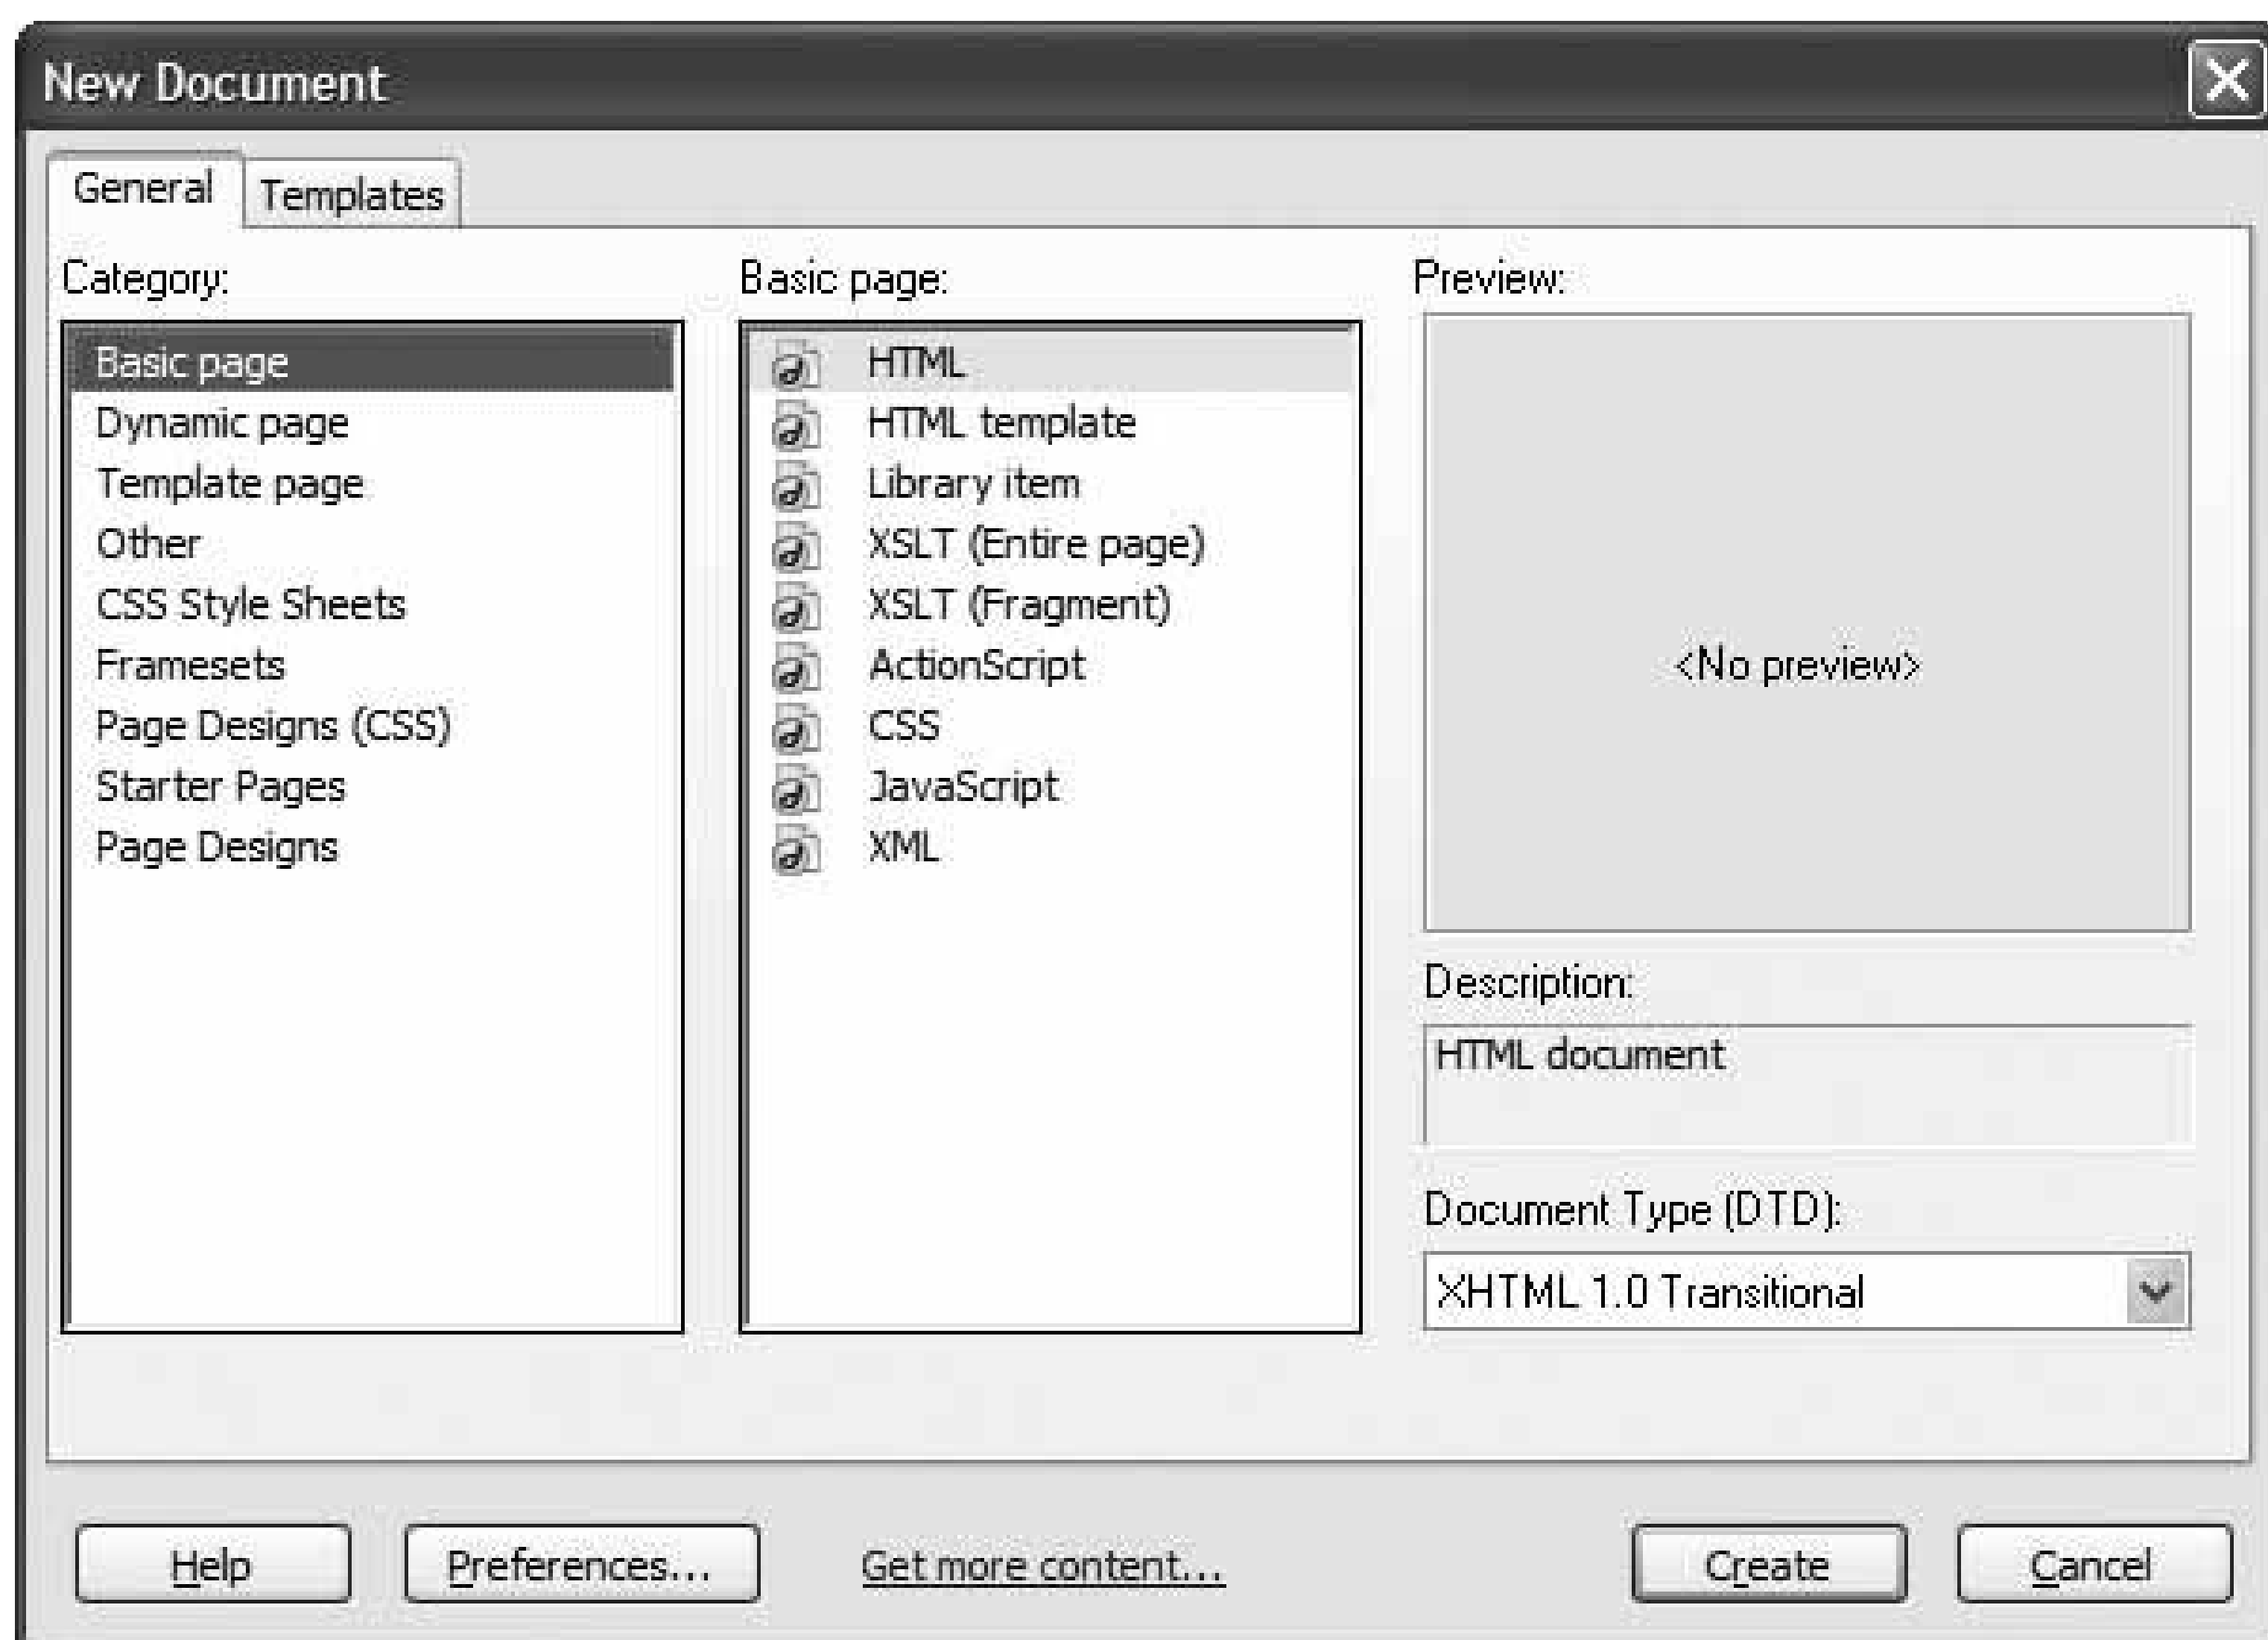 New Document
General
Templates
Category:
Basic page
Dynamic page
Template page
Other
CSS Style Sheets
Framesets
Page Designs (CSS)
Starter Pages
Page Designs
Basic page:
HTML
HTML template
Library item
XSLT (Entire page)
XSLT (Fragment)
ActionScript
CSS
JavaScript
XML
Preview:
<No preview>
Description:
HTML document
Document Type (DTD):
XHTML 1.0 Transitional
Help
Preferences...
Get more content...
Create
Cancel